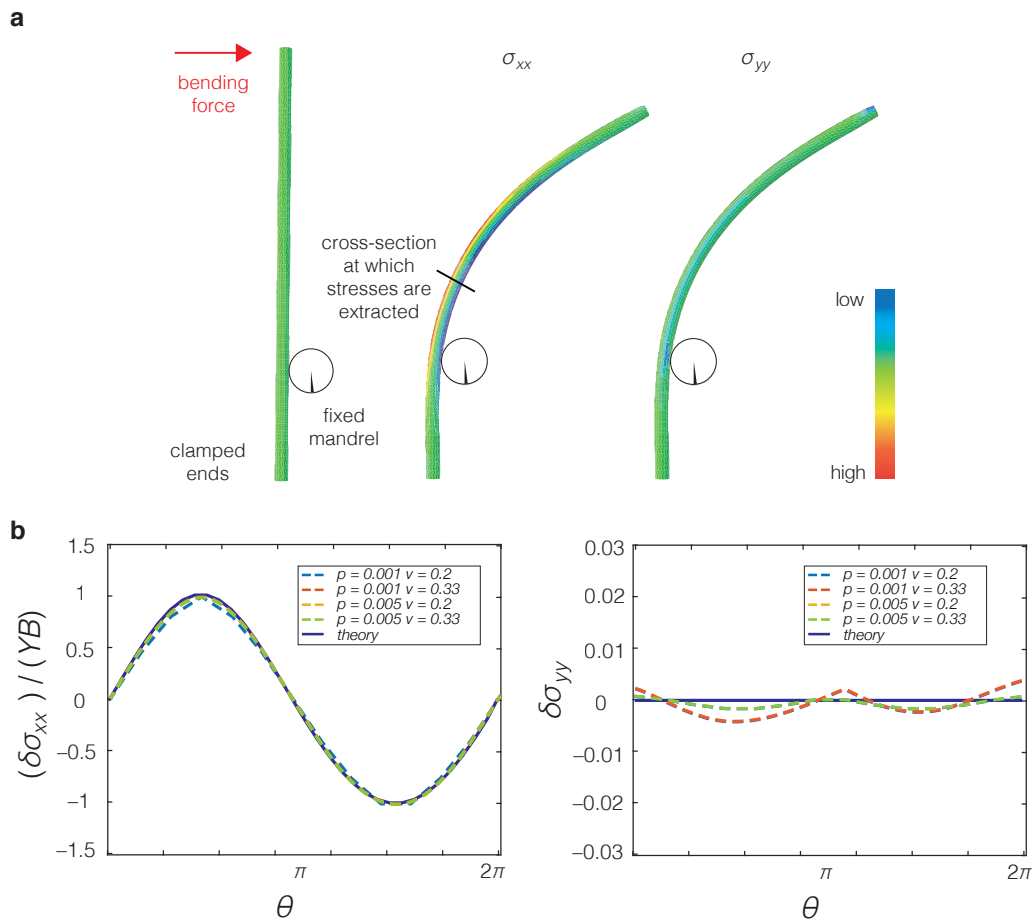 a
bending
force
σxx
σyy
cross-section
at which
stresses are
extracted
fixed
mandrel
clamped
ends
low
high
b
(δσxx) / (YB)
1.5
1
0.5
0
−0.5
−1
−1.5
p = 0.001 v = 0.2
p = 0.001 v = 0.33
p = 0.005 v = 0.2
p = 0.005 v = 0.33
theory
π
2π
θ
δσyy
0.03
0.02
0.01
0
−0.01
−0.02
−0.03
p = 0.001 v = 0.2
p = 0.001 v = 0.33
p = 0.005 v = 0.2
p = 0.005 v = 0.33
theory
π
2π
θ